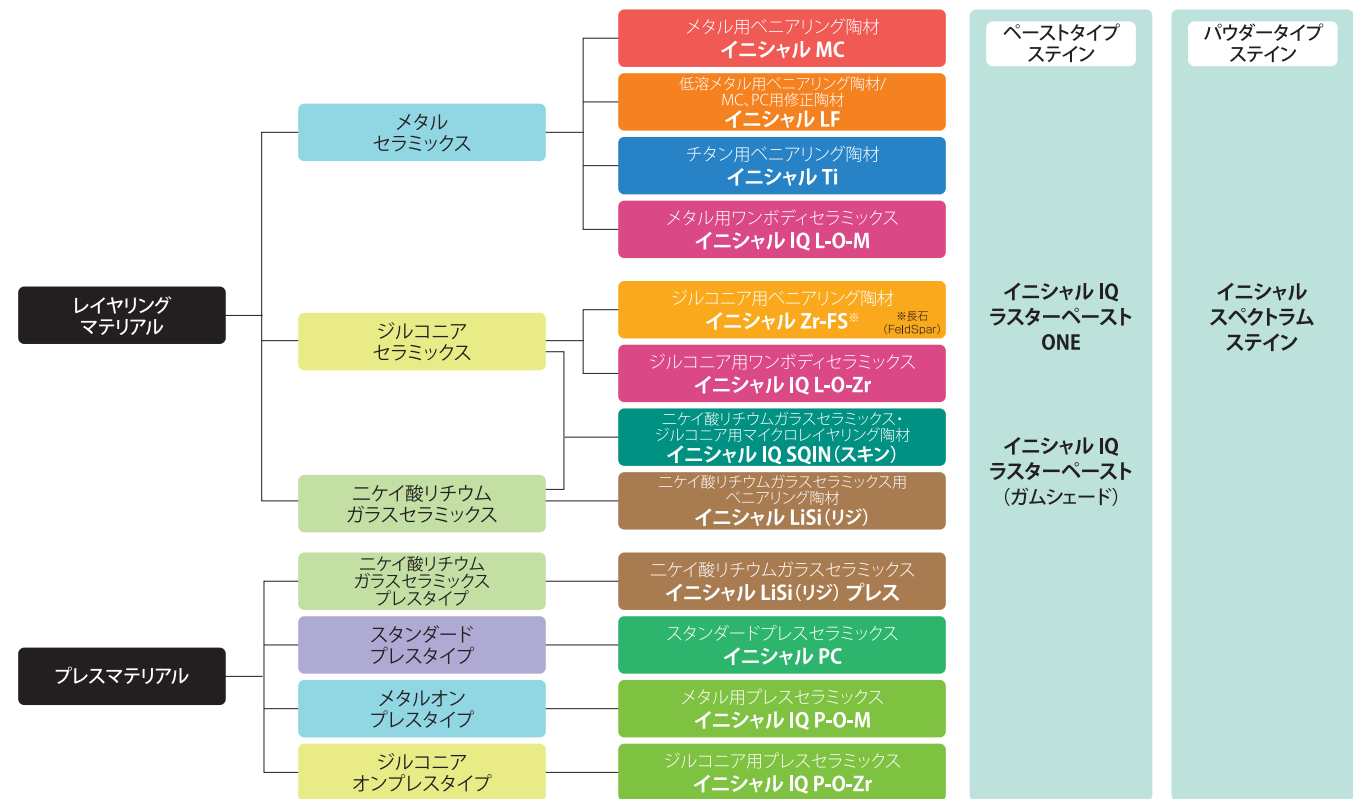 レイヤリング
マテリアル
メタル
セラミックス
メタル用ベニアリング陶材
イニシャル MC
低溶メタル用ベニアリング陶材/
MC、PC用修正陶材
イニシャル LF
チタン用ベニアリング陶材
イニシャル Ti
メタル用ワンボディセラミックス
イニシャル IQ L-O-M
ジルコニア
セラミックス
ジルコニア用ベニアリング陶材
イニシャル Zr-FS※
※長石
(FeldSpar)
ジルコニア用ワンボディセラミックス
イニシャル IQ L-O-Zr
二ケイ酸リチウムガラスセラミックス・
ジルコニア用マイクロレイヤリング陶材
イニシャル IQ SQIN(スキン)
二ケイ酸リチウム
ガラスセラミックス
二ケイ酸リチウムガラスセラミックス用
ベニアリング陶材
イニシャル LiSi(リジ)
プレスマテリアル
二ケイ酸リチウム
ガラスセラミックス
プレスタイプ
二ケイ酸リチウムガラスセラミックス
イニシャル LiSi(リジ) プレス
スタンダード
プレスタイプ
スタンダードプレスセラミックス
イニシャル PC
メタルオン
プレスタイプ
メタル用プレスセラミックス
イニシャル IQ P-O-M
ジルコニア
オンプレスタイプ
ジルコニア用プレスセラミックス
イニシャル IQ P-O-Zr
ペーストタイプ
ステイン
イニシャル IQ
ラスターペースト
ONE
イニシャル IQ
ラスターペースト
(ガムシェード)
パウダータイプ
ステイン
イニシャル
スペクトラム
ステイン